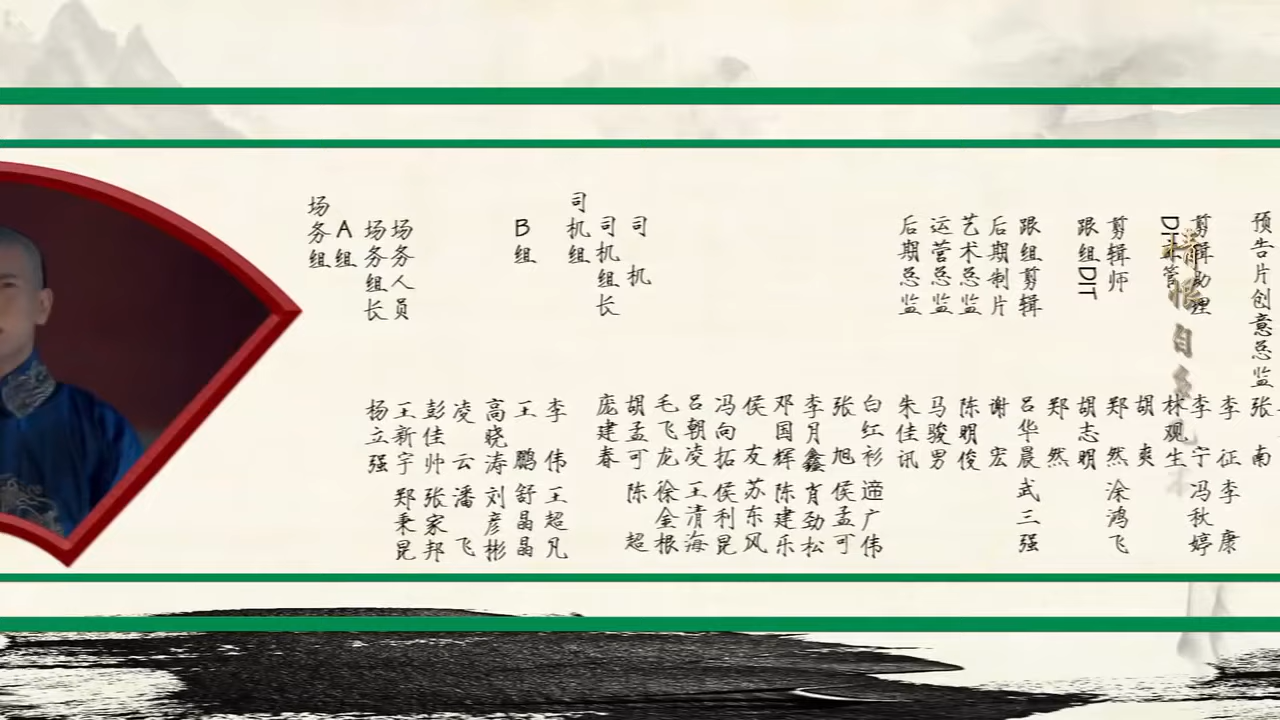 场务组
A组
场务组长 杨立强
场务人员 王新宇 郑秉昆
彭佳帅 张家邦
凌云 潘飞
高晓涛 刘彦彬
B组 王鹏 舒晶晶
李伟 王超凡
司机组
司机组长 庞建春
司机 胡孟可 陈超
毛飞龙 徐金根
吕朝凌 王清海
冯向拓 侯利昆
侯友 苏东风
邓国辉 陈建乐
李月鑫 肖劲松
张旭 侯孟可
白红衫 遆广伟
后期总监 朱佳讯
运营总监 马骏男
艺术总监 陈明俊
后期制片 谢宏
跟组剪辑 吕华晨 武三强
郑然
跟组DIT 胡志明
剪辑师 郑然 涂鸿飞
胡爽
DIT主管 林观生
剪辑助理 李宁 冯秋婷
李征 李康
预告片创意总监 张南